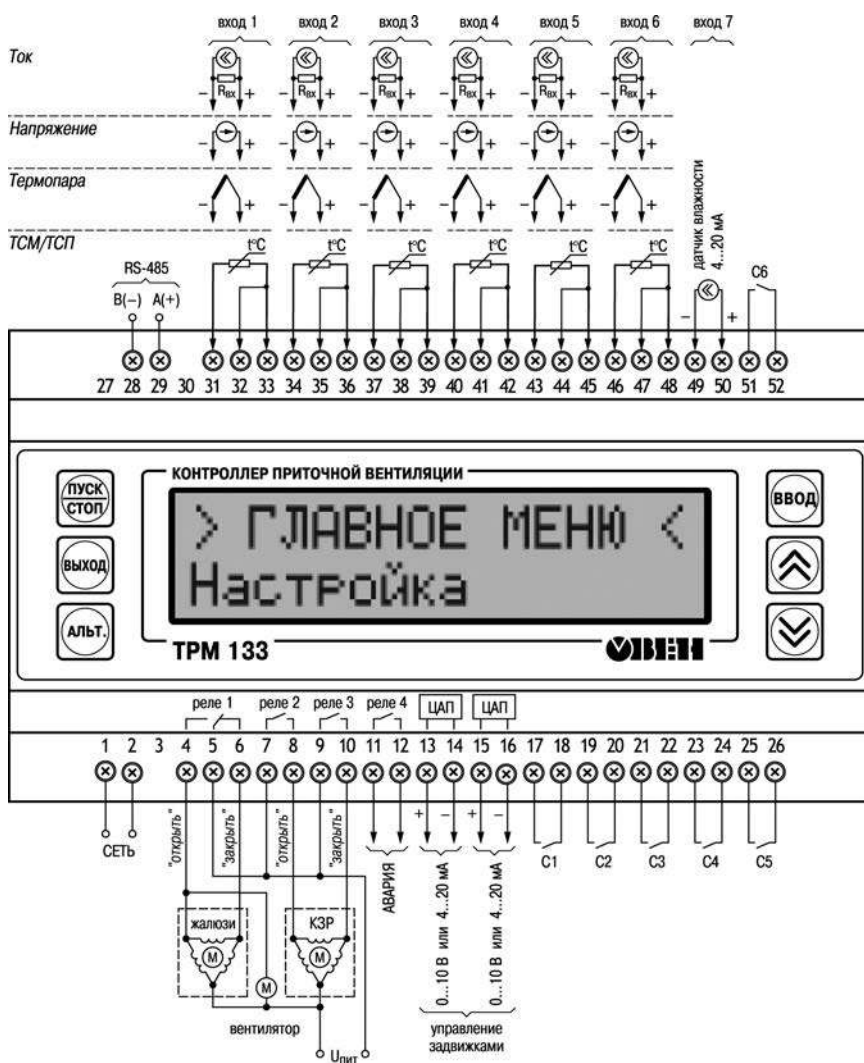 вход 1 вход 2 вход 3 вход 4 вход 5 вход 6 вход 7
Ток
Rвх Rвх Rвх Rвх Rвх Rвх
− + − + − + − + − + − +
Напряжение
− + − + − + − + − + − +
Термопара
− + − + − + − + − + − +
ТСМ/ТСП
t°C t°C t°C t°C t°C t°C
датчик влажности
4...20 мА
− +
С6
RS-485
B(−) A(+)
27 28 29 30 31 32 33 34 35 36 37 38 39 40 41 42 43 44 45 46 47 48 49 50 51 52
ПУСК
СТОП
ВЫХОД
АЛЬТ.
КОНТРОЛЛЕР ПРИТОЧНОЙ ВЕНТИЛЯЦИИ
> ГЛАВНОЕ МЕНЮ <
Настройка
ТРМ 133
ОВЕН
ВВОД
реле 1 реле 2 реле 3 реле 4 ЦАП ЦАП
1 2 3 4 5 6 7 8 9 10 11 12 13 14 15 16 17 18 19 20 21 22 23 24 25 26
СЕТЬ
"открыть"
"закрыть"
"открыть"
"закрыть"
АВАРИЯ
+ − + −
0...10 В или 4...20 мА
0...10 В или 4...20 мА
С1 С2 С3 С4 С5
жалюзи
М
КЗР
М
М
вентилятор
управление
задвижками
Uпит